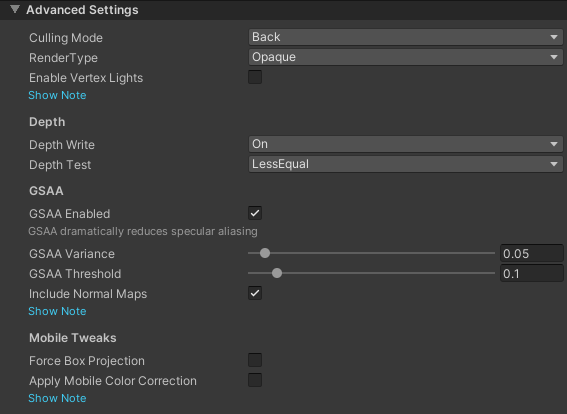 Advanced Settings
Culling Mode Back
RenderType Opaque
Enable Vertex Lights
Show Note
Depth
Depth Write On
Depth Test LessEqual
GSAA
GSAA Enabled
GSAA dramatically reduces specular aliasing
GSAA Variance 0.05
GSAA Threshold 0.1
Include Normal Maps
Show Note
Mobile Tweaks
Force Box Projection
Apply Mobile Color Correction
Show Note